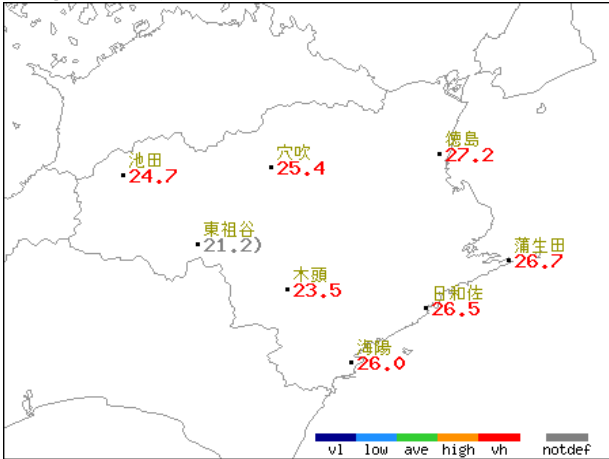 徳島
27.2
穴吹
25.4
池田
24.7
東祖谷
21.2)
蒲生田
26.7
木頭
23.5
日和佐
26.5
海陽
26.0
vl low ave high vh notdef